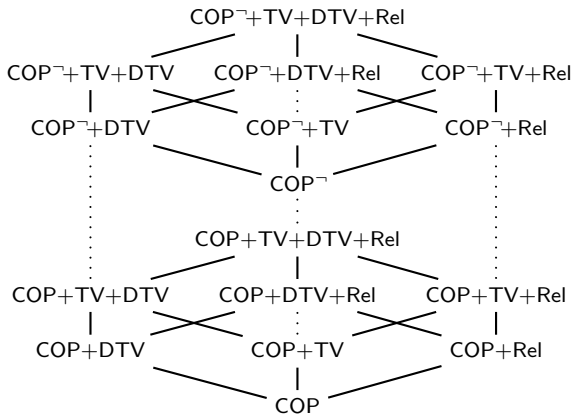 COP¬+TV+DTV+Rel
COP¬+TV+DTV COP¬+DTV+Rel COP¬+TV+Rel
COP¬+DTV COP¬+TV COP¬+Rel
COP¬
COP+TV+DTV+Rel
COP+TV+DTV COP+DTV+Rel COP+TV+Rel
COP+DTV COP+TV COP+Rel
COP